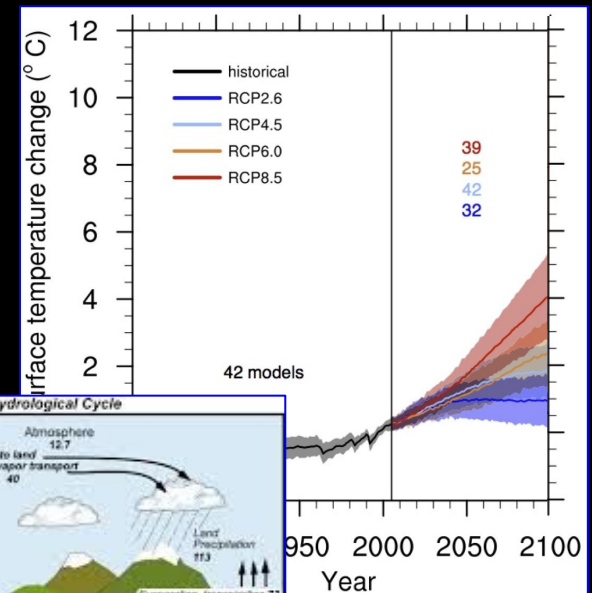 12
10
8
6
4
2
surface temperature change (° C)
historical
RCP2.6
RCP4.5
RCP6.0
RCP8.5
39
25
42
32
42 models
950 2000 2050 2100
Year
ydrological Cycle
Atmosphere
12.7
to land
vapor transport
40
Land
Precipitation
113